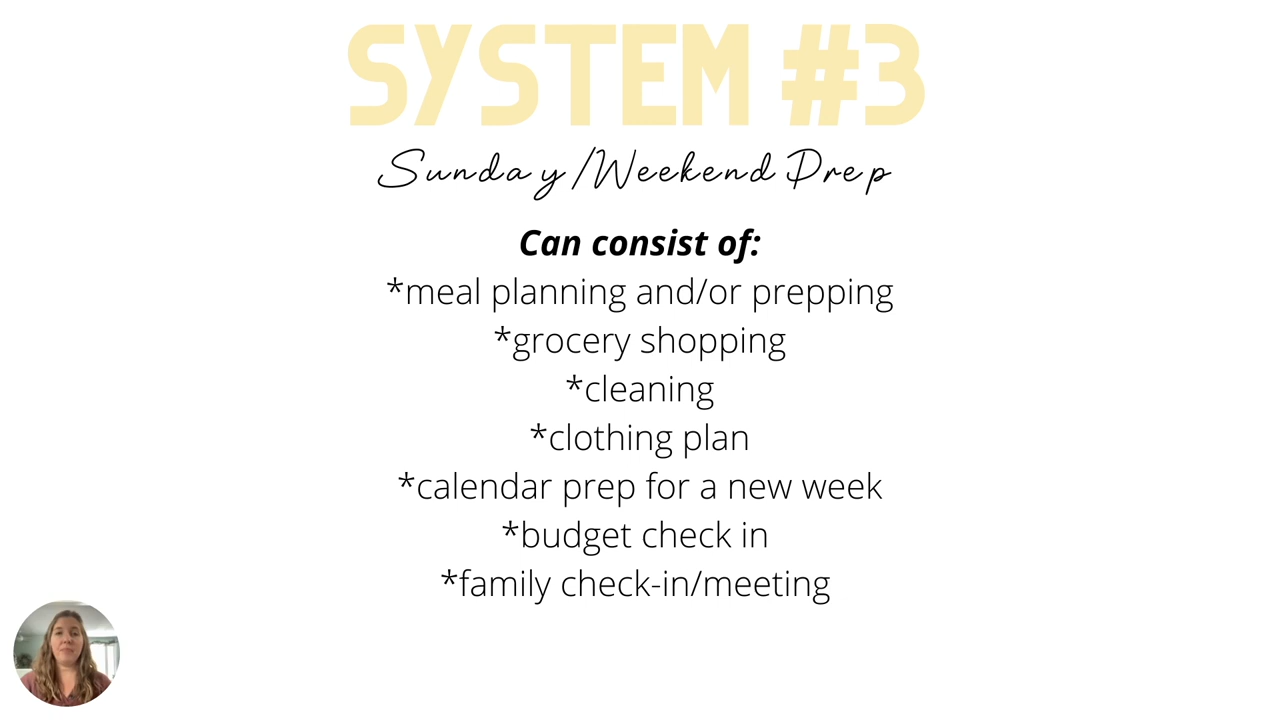 SYSTEM #3
Sunday/Weekend Prep
Can consist of:
*meal planning and/or prepping
*grocery shopping
*cleaning
*clothing plan
*calendar prep for a new week
*budget check in
*family check-in/meeting